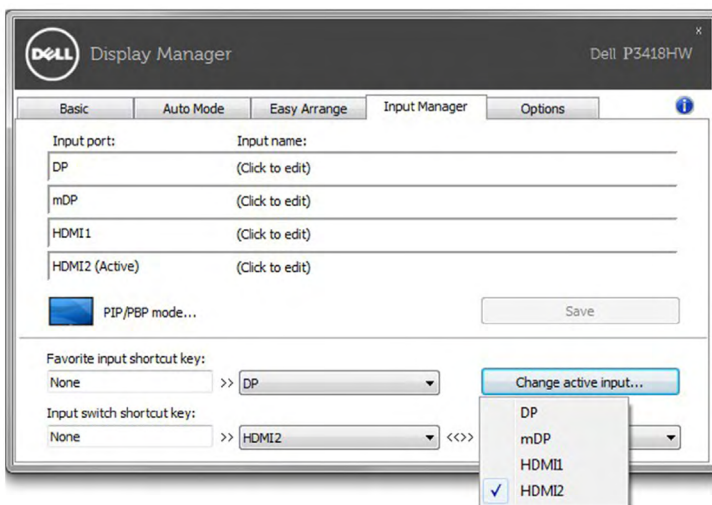 x
DELL Display Manager Dell P3418HW
Basic Auto Mode Easy Arrange Input Manager Options i
Input port: Input name:
DP (Click to edit)
mDP (Click to edit)
HDMI1 (Click to edit)
HDMI2 (Active) (Click to edit)
PIP/PBP mode... Save
Favorite input shortcut key:
None >> DP Change active input...
Input switch shortcut key:
None >> HDMI2 <<>>
DP
mDP
HDMI1
HDMI2